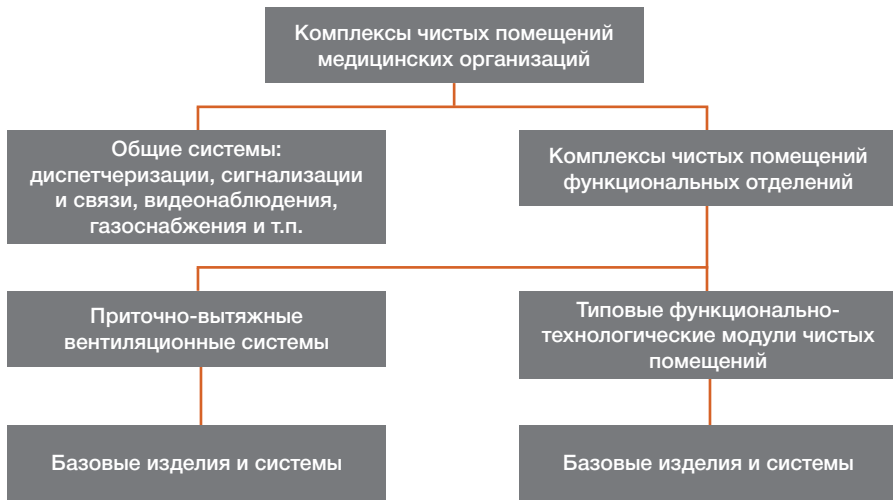 Комплексы чистых помещений
медицинских организаций
Общие системы:
диспетчеризации, сигнализации
и связи, видеонаблюдения,
газоснабжения и т.п.
Комплексы чистых помещений
функциональных отделений
Приточно-вытяжные
вентиляционные системы
Типовые функционально-
технологические модули чистых
помещений
Базовые изделия и системы
Базовые изделия и системы